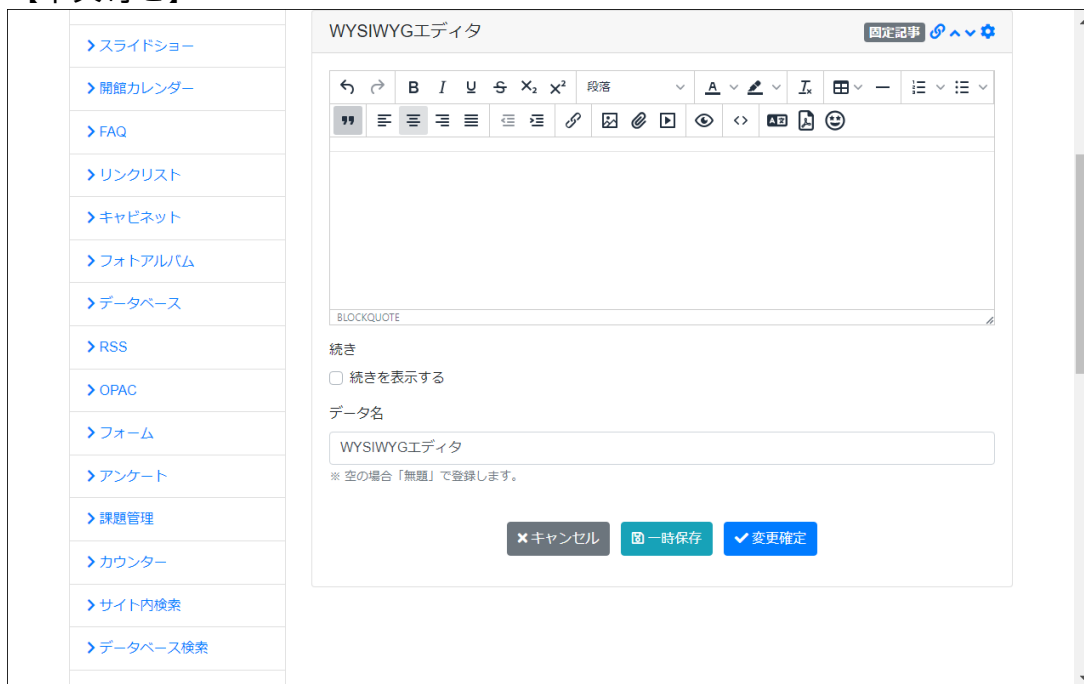 スライドショー
開館カレンダー
FAQ
リンクリスト
キャビネット
フォトアルバム
データベース
RSS
OPAC
フォーム
アンケート
課題管理
カウンター
サイト内検索
データベース検索
WYSIWYGエディタ
固定記事
段落
BLOCKQUOTE
続き
続きを表示する
データ名
WYSIWYGエディタ
※ 空の場合「無題」で登録します。
キャンセル 一時保存 変更確定